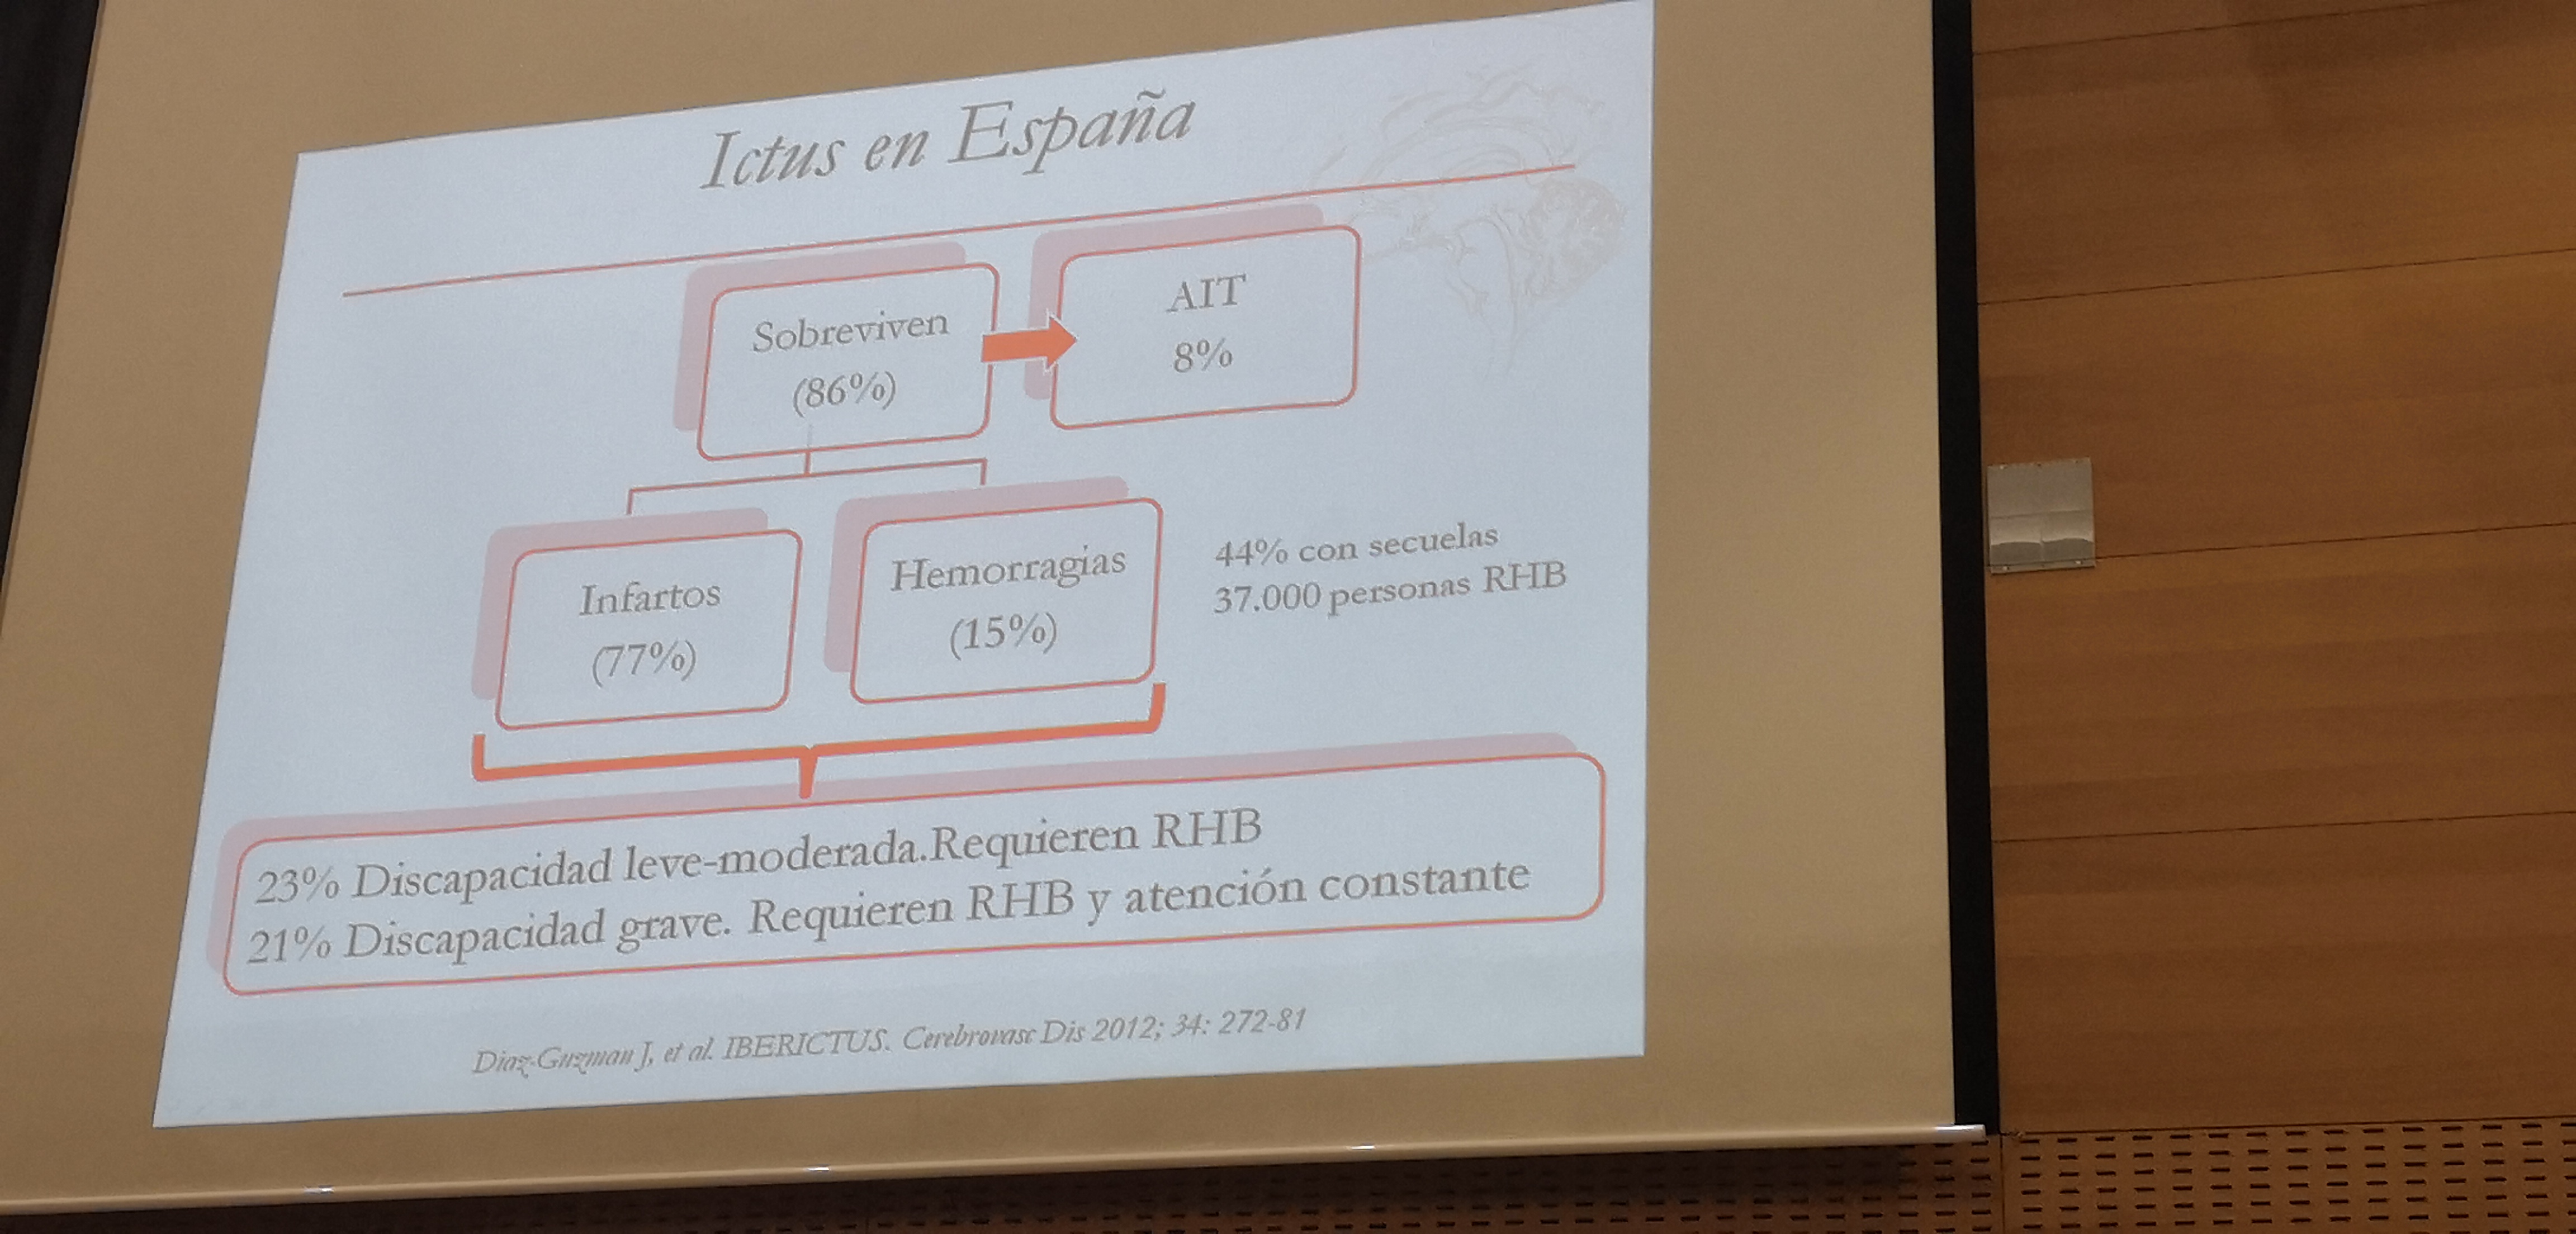 Ictus en España
Sobreviven
(86%)
AIT
8%
Infartos
(77%)
Hemorragias
(15%)
44% con secuelas
37.000 personas RHB
23% Discapacidad leve-moderada.Requieren RHB
21% Discapacidad grave. Requieren RHB y atención constante
Diaz-Guzman J, et al. IBERICTUS. Cerebrovasc Dis 2012; 34: 272-81